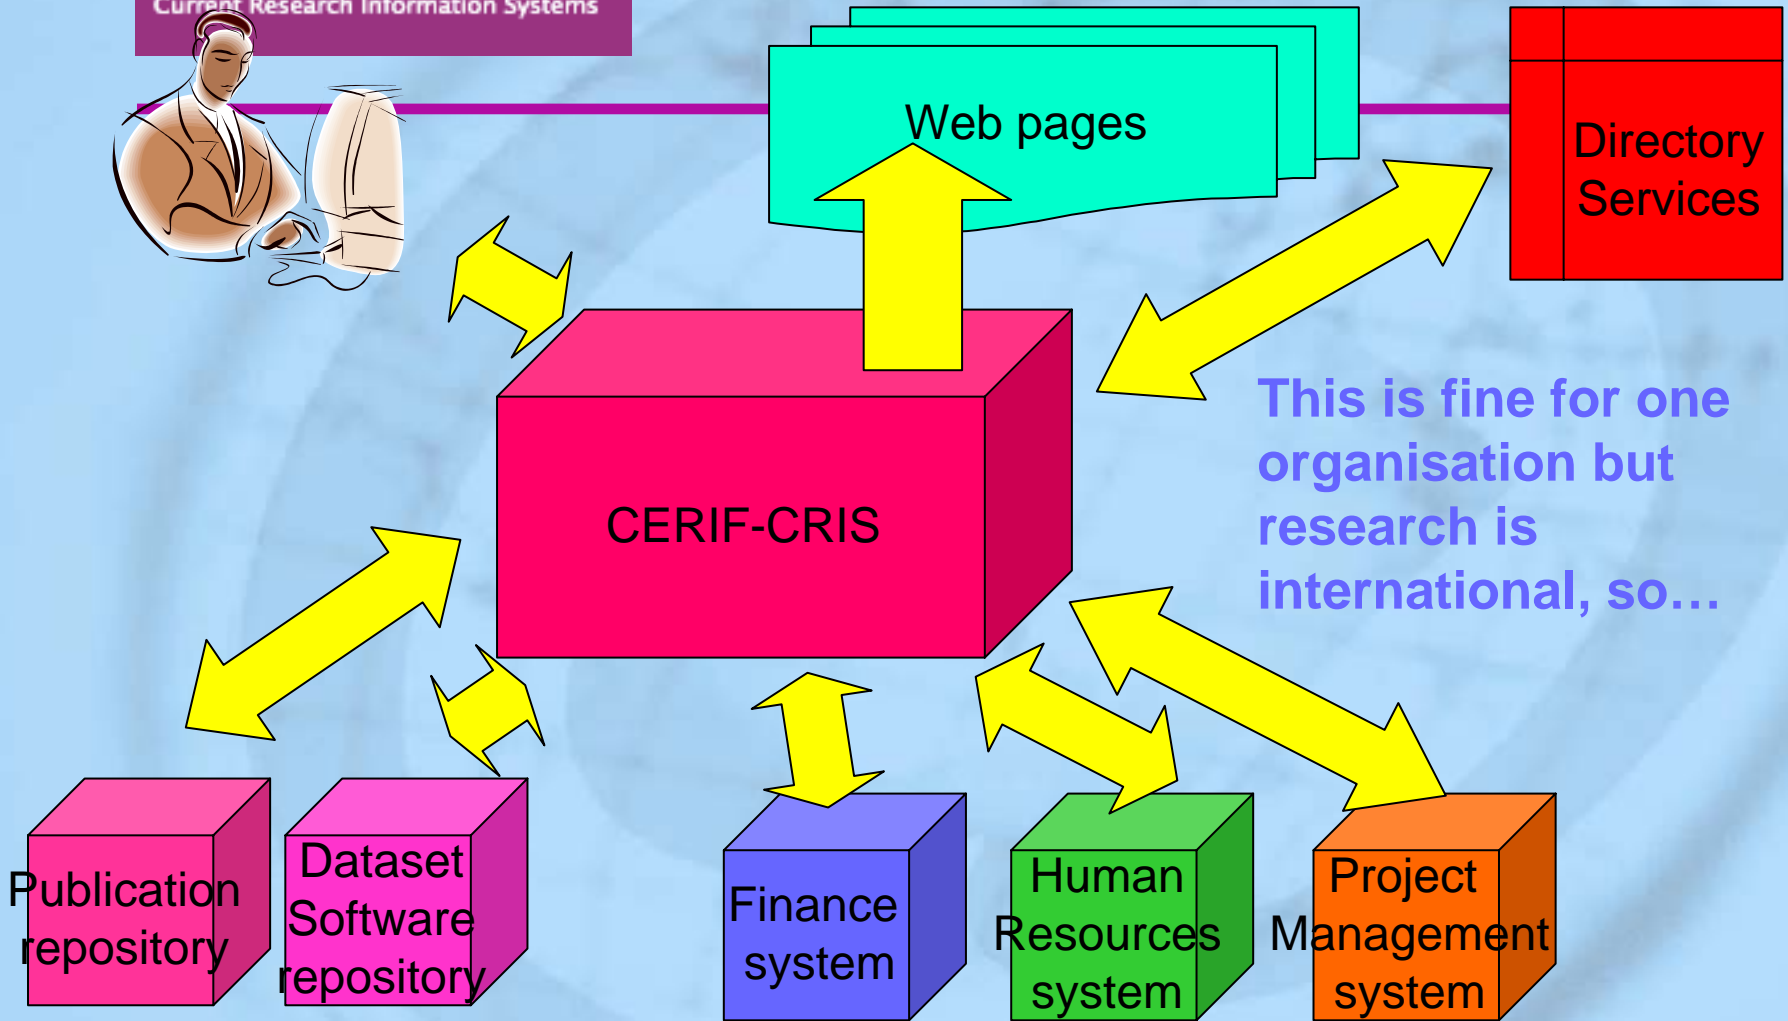 Current Research Information Systems
Web pages
Directory
Services
CERIF-CRIS
This is fine for one
organisation but
research is
international, so…
Publication
repository
Dataset
Software
repository
Finance
system
Human
Resources
system
Project
Management
system